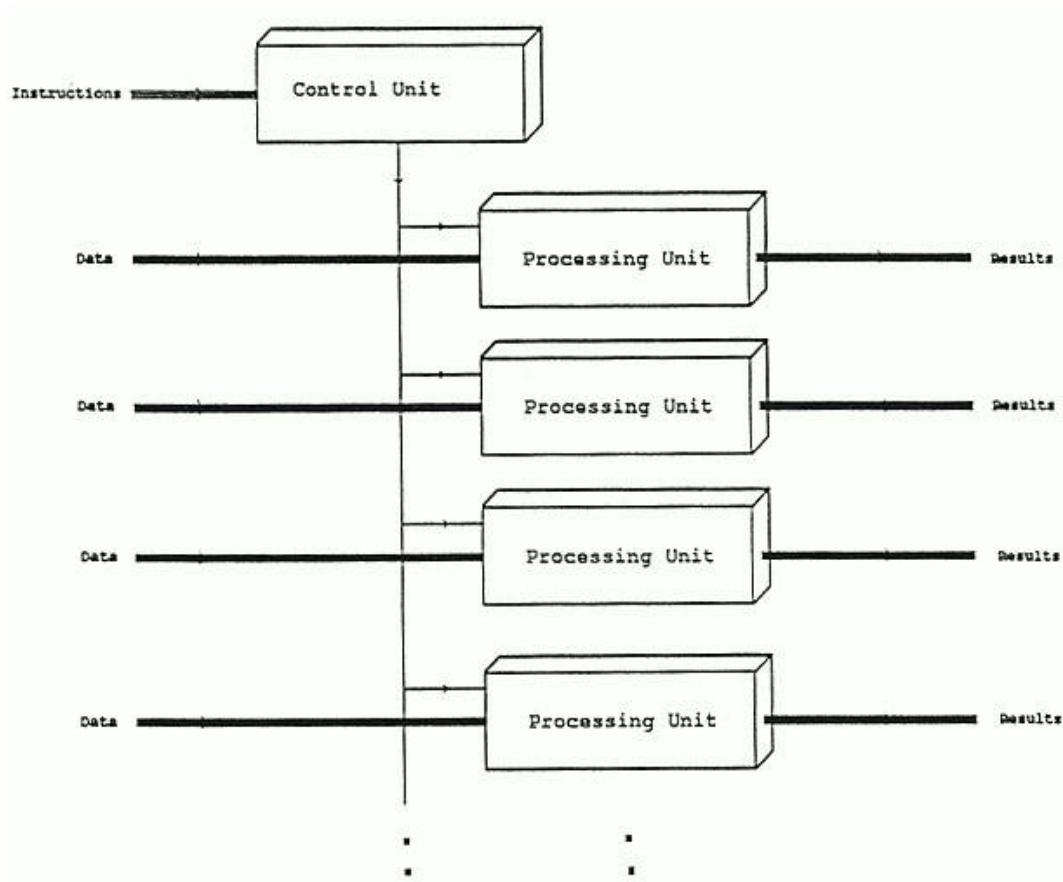 Control Unit
Instructions
Data
Processing Unit
Results
Data
Processing Unit
Results
Data
Processing Unit
Results
Data
Processing Unit
Results